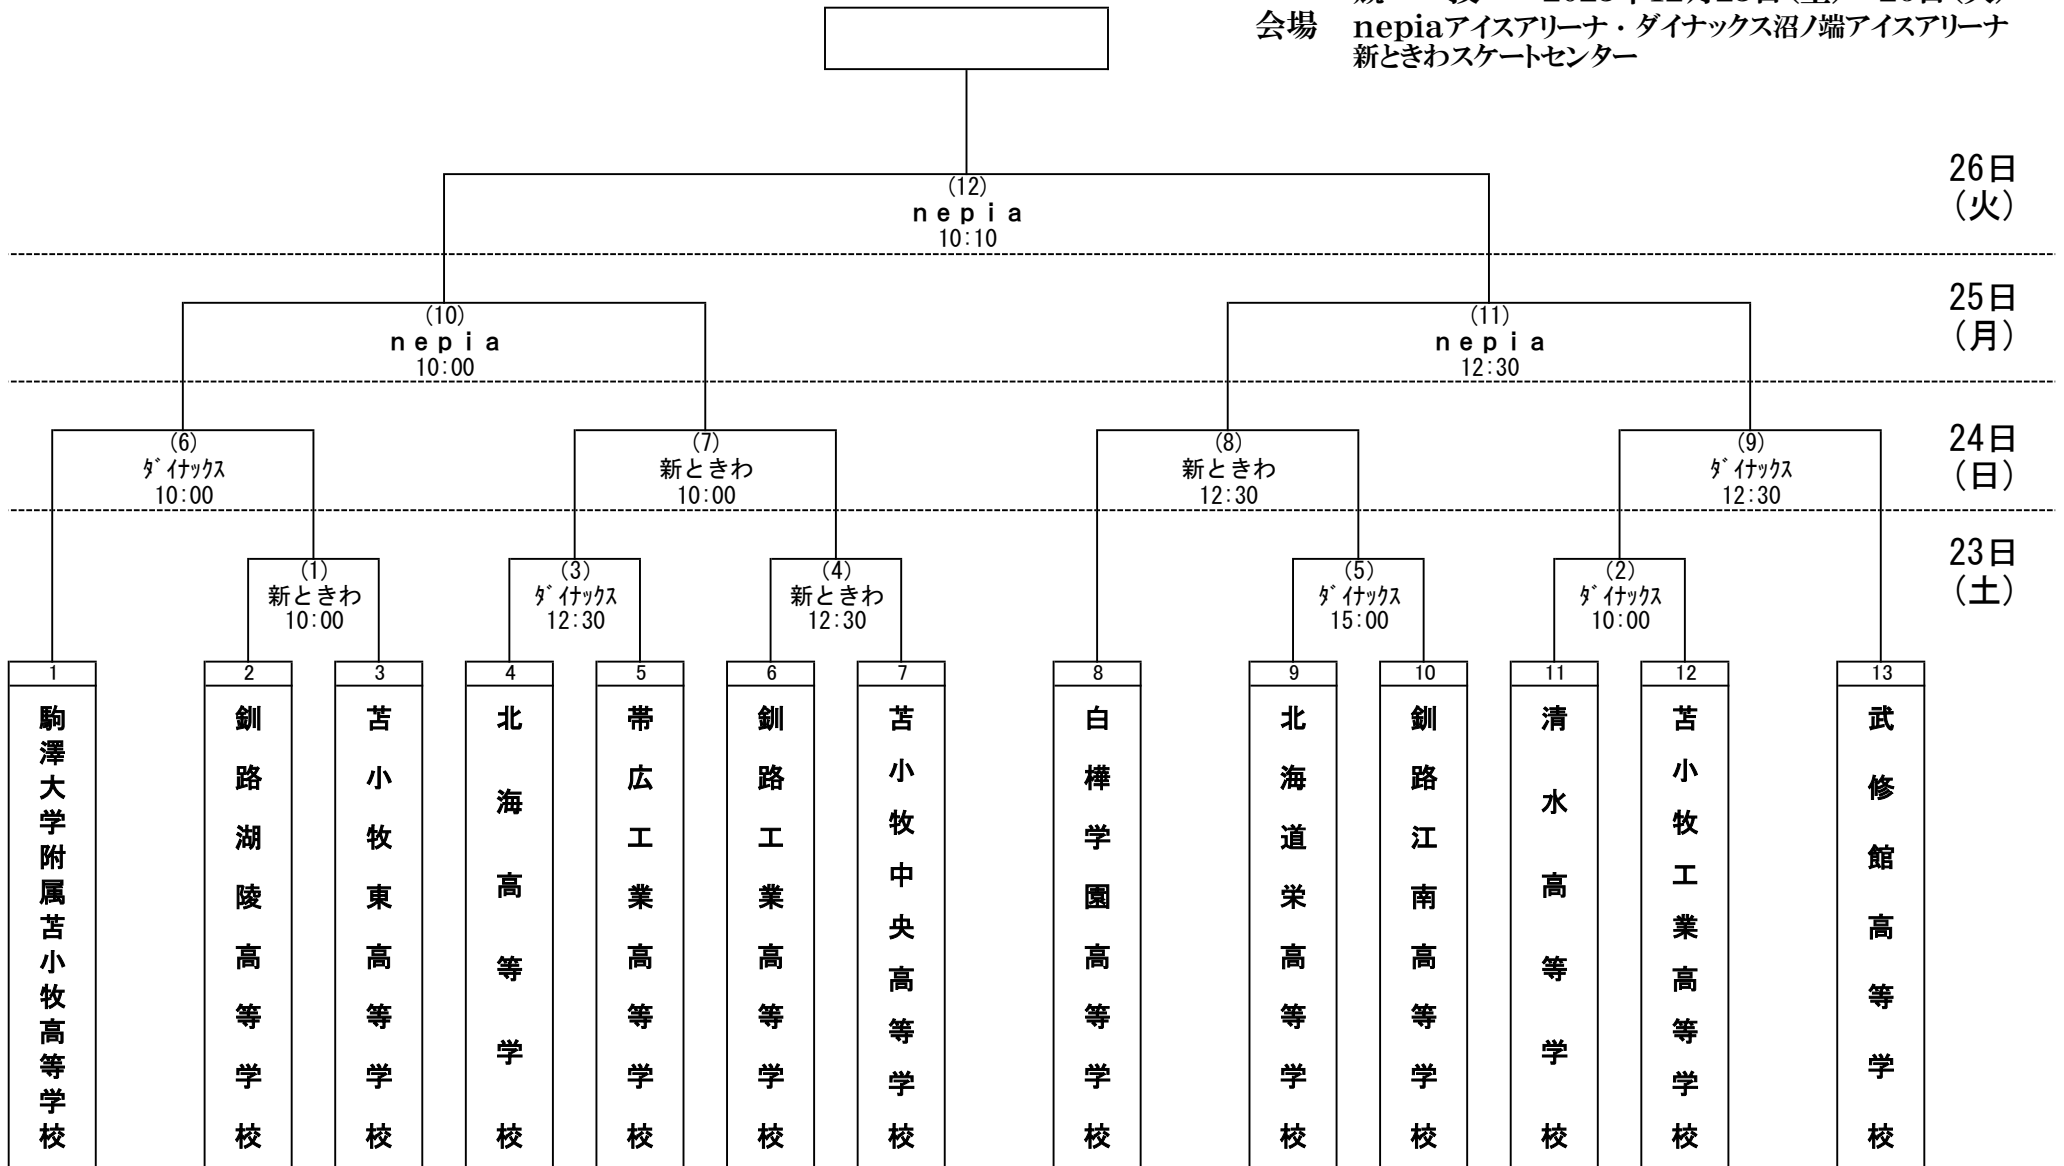 会場 nepiaアイスアリーナ・ダイナックス沼ノ端アイスアリーナ
新ときわスケートセンター
26日
(火)
(12)
nepia
10:10
25日
(月)
(10)
nepia
10:00
(11)
nepia
12:30
24日
(日)
(6)
ﾀﾞｲﾅｯｸｽ
10:00
(7)
新ときわ
10:00
(8)
新ときわ
12:30
(9)
ﾀﾞｲﾅｯｸｽ
12:30
23日
(土)
(1)
新ときわ
10:00
(3)
ﾀﾞｲﾅｯｸｽ
12:30
(4)
新ときわ
12:30
(5)
ﾀﾞｲﾅｯｸｽ
15:00
(2)
ﾀﾞｲﾅｯｸｽ
10:00
1
駒澤大学附属苫小牧高等学校
2
釧路湖陵高等学校
3
苫小牧東高等学校
4
北海高等学校
5
帯広工業高等学校
6
釧路工業高等学校
7
苫小牧中央高等学校
8
白樺学園高等学校
9
北海道栄高等学校
10
釧路江南高等学校
11
清水高等学校
12
苫小牧工業高等学校
13
武修館高等学校